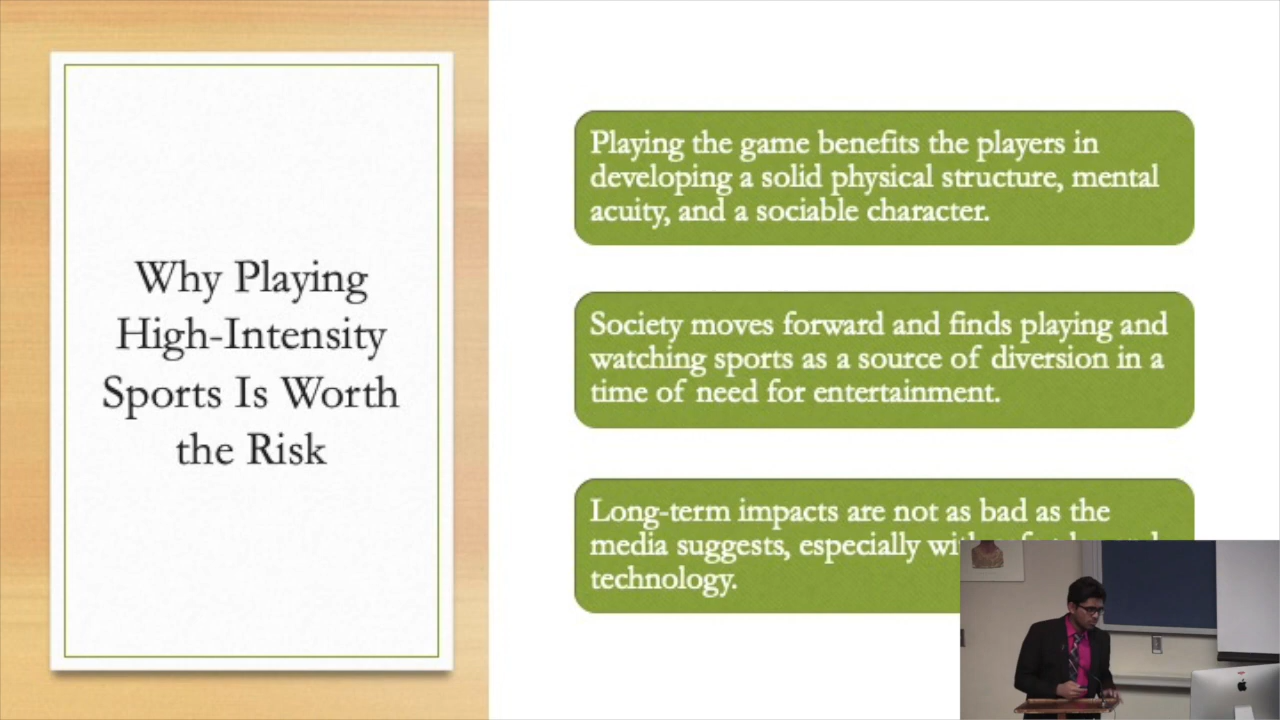 Why Playing
High-Intensity
Sports Is Worth
the Risk
Playing the game benefits the players in
developing a solid physical structure, mental
acuity, and a sociable character.
Society moves forward and finds playing and
watching sports as a source of diversion in a
time of need for entertainment.
Long-term impacts are not as bad as the
media suggests, especially
technology.